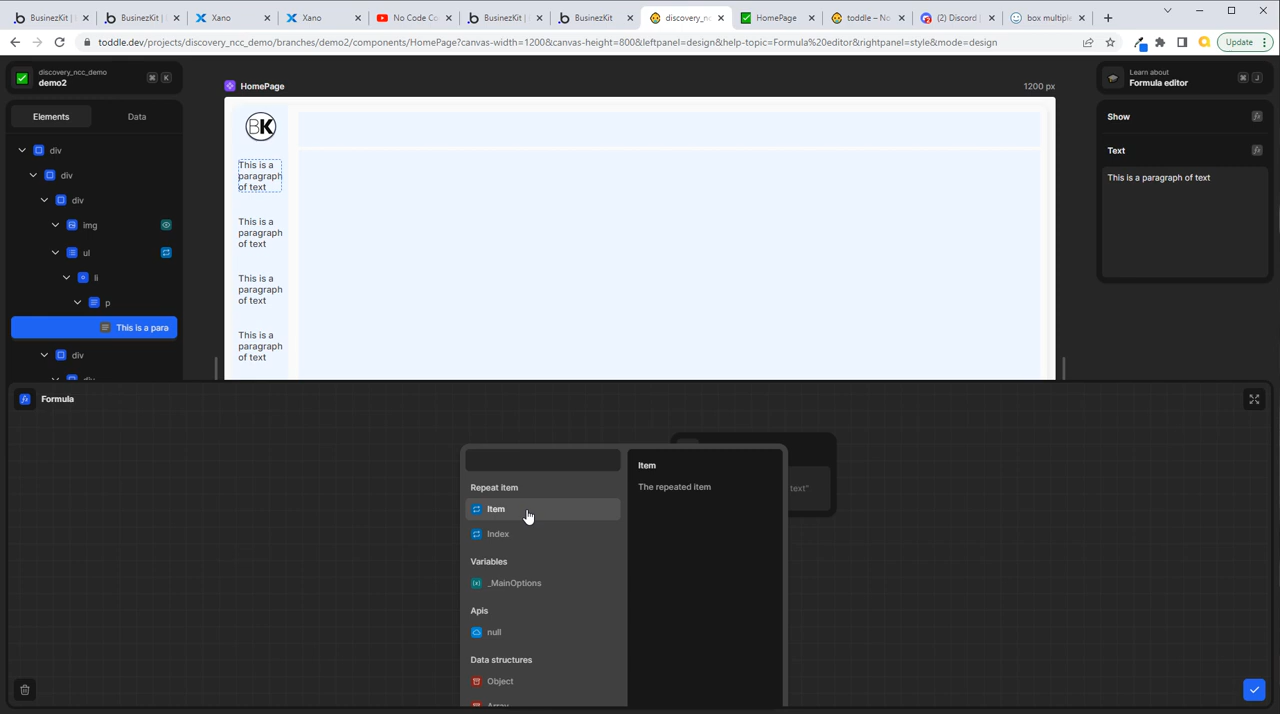 BusinezKit | B
BusinezKit | G
Xano
Xano
No Code Co
BusinezKit | S
BusinezKit
discovery_nc
HomePage
toddle – No
(2) Discord |
box multiple
toddle.dev/projects/discovery_ncc_demo/branches/demo2/components/HomePage?canvas-width=1200&canvas-height=800&leftpanel=design&help-topic=Formula%20editor&rightpanel=style&mode=design
Update
discovery_ncc_demo
demo2
⌘ K
HomePage
1200 px
Learn about
Formula editor
⌘ J
Elements
Data
div
div
div
img
ul
li
p
This is a para
div
BK
This is a
paragraph
of text
This is a
paragraph
of text
This is a
paragraph
of text
This is a
paragraph
of text
Show
Text
This is a paragraph of text
Formula
Repeat item
Item
Index
Variables
_MainOptions
Apis
null
Data structures
Object
Array
Item
The repeated item
text"